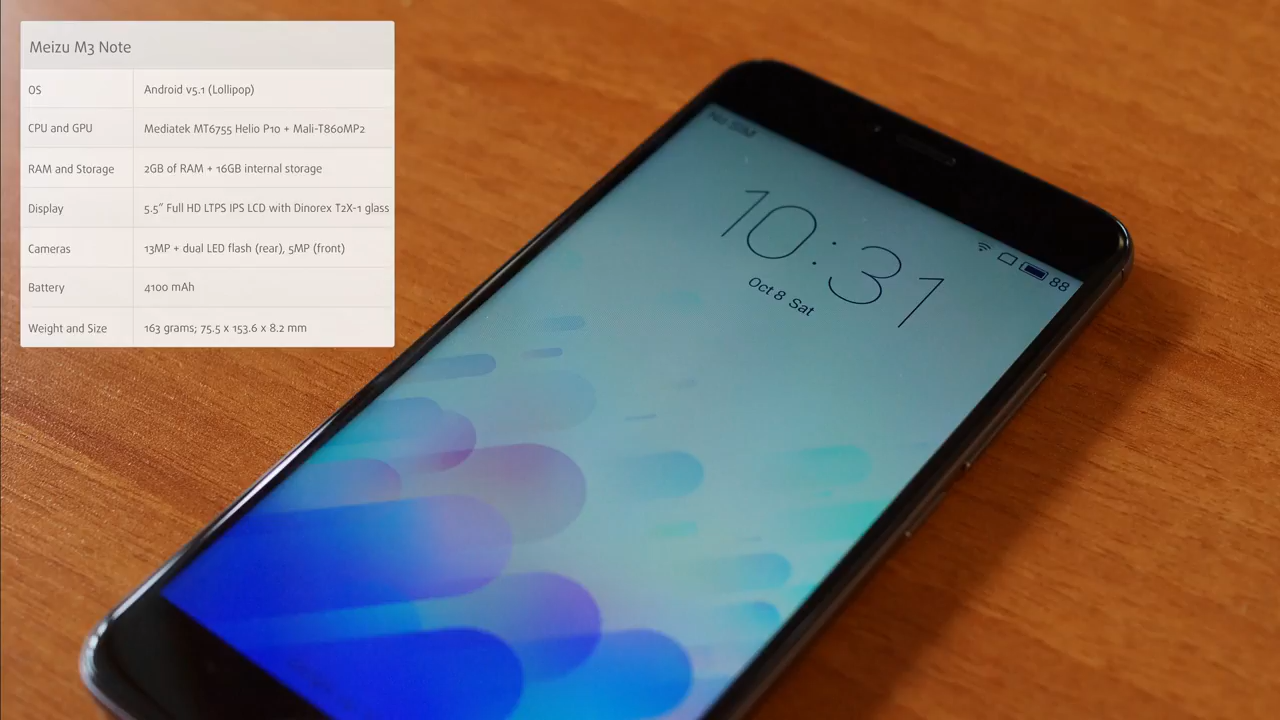 Meizu M3 Note
OS Android v5.1 (Lollipop)
CPU and GPU Mediatek MT6755 Helio P10 + Mali-T860MP2
RAM and Storage 2GB of RAM + 16GB internal storage
Display 5.5” Full HD LTPS IPS LCD with Dinorex T2X-1 glass
Cameras 13MP + dual LED flash (rear), 5MP (front)
Battery 4100 mAh
Weight and Size 163 grams; 75.5 x 153.6 x 8.2 mm
No SIM
88
10:31
Oct 8 Sat